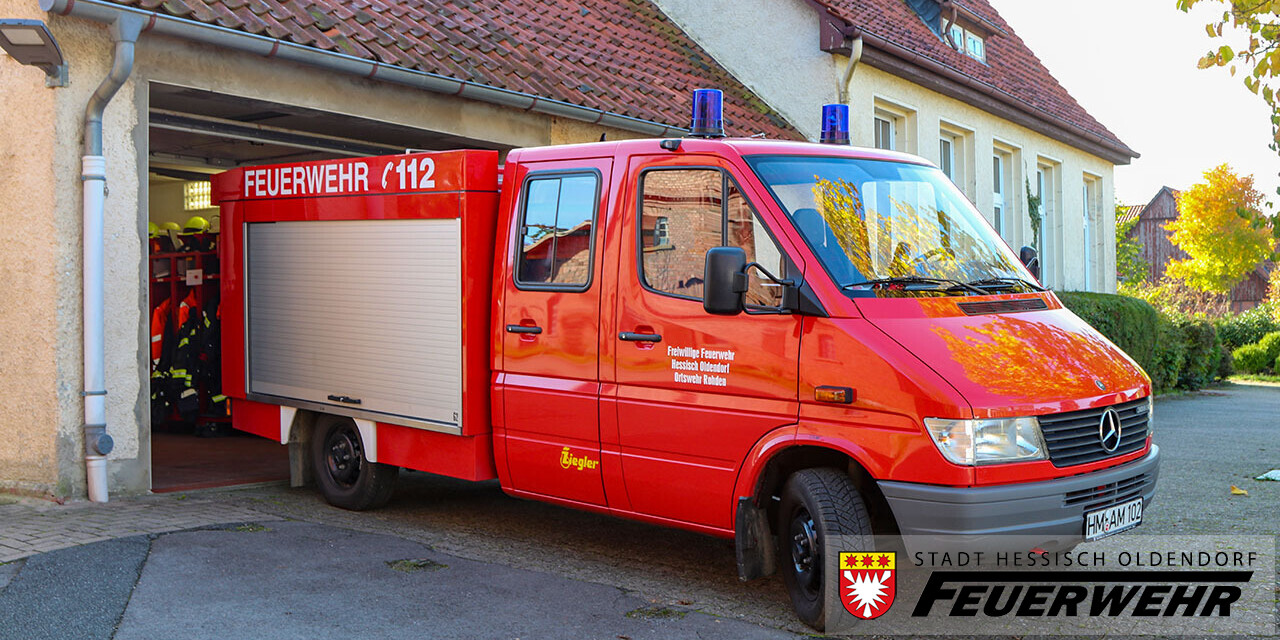 FEUERWEHR 112
Freiwillige Feuerwehr
Hessisch Oldendorf
Ortswehr Rohden
Ziegler
HM AM 102
STADT HESSISCH OLDENDORF
FEUERWEHR